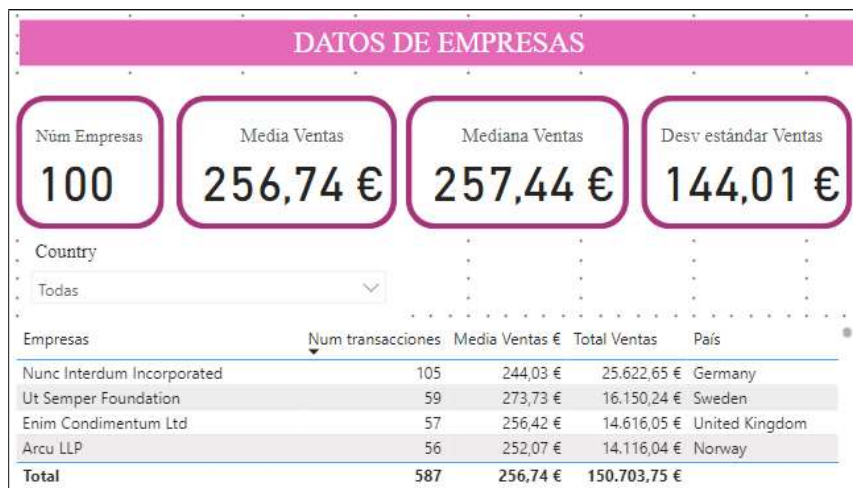 DATOS DE EMPRESAS
Núm Empresas Media Ventas Mediana Ventas Desv estándar Ventas
100 256,74 € 257,44 € 144,01 €
Country
Todas
Empresas Num transacciones Media Ventas € Total Ventas País
Nunc Interdum Incorporated 105 244,03 € 25.622,65 € Germany
Ut Semper Foundation 59 273,73 € 16.150,24 € Sweden
Enim Condimentum Ltd 57 256,42 € 14.616,05 € United Kingdom
Arcu LLP 56 252,07 € 14.116,04 € Norway
Total 587 256,74 € 150.703,75 €